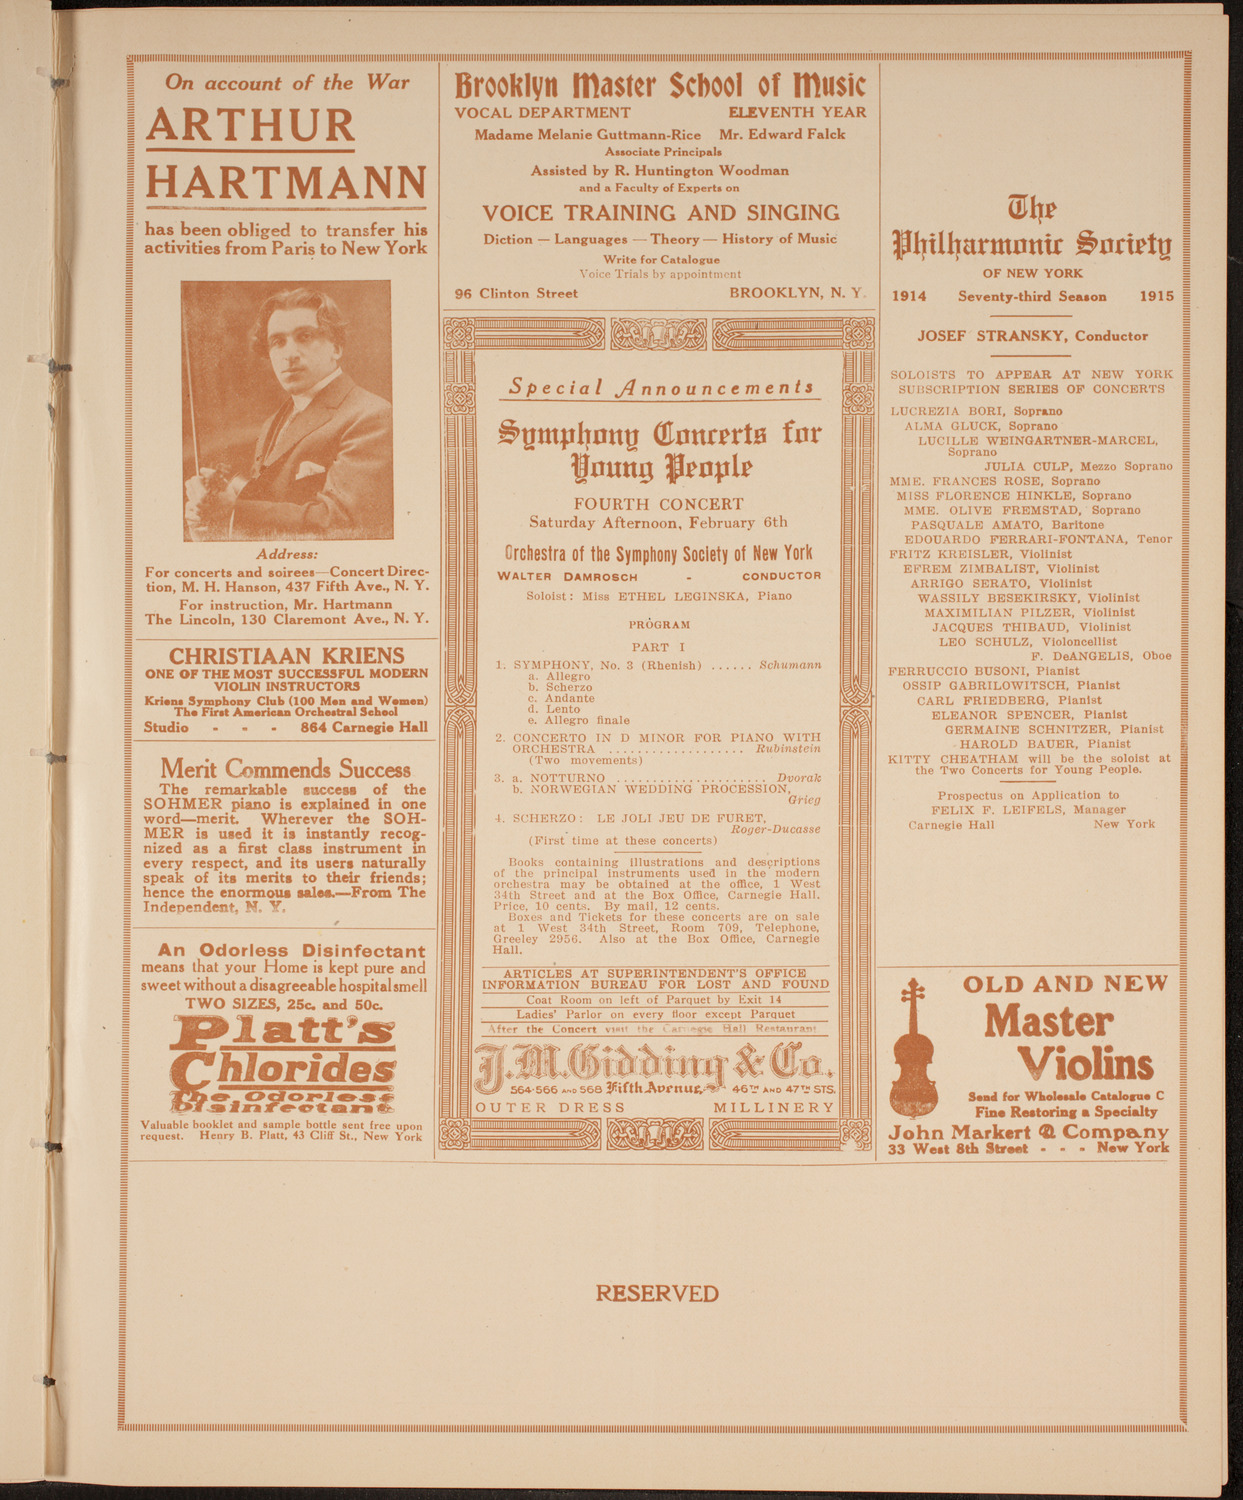 On account of the War
ARTHUR
HARTMANN
has been obliged to transfer his
activities from Paris to New York
Address:
For concerts and soirees—Concert Direc-
tion, M. H. Hanson, 437 Fifth Ave., N. Y.
For instruction, Mr. Hartmann
The Lincoln, 130 Claremont Ave., N. Y.
CHRISTIAAN KRIENS
ONE OF THE MOST SUCCESSFUL MODERN
VIOLIN INSTRUCTORS
Kriens Symphony Club (100 Men and Women)
The First American Orchestral School
Studio - - - 864 Carnegie Hall
Merit Commends Success
The remarkable success of the
SOHMER piano is explained in one
word—merit. Wherever the SOH-
MER is used it is instantly recog-
nized as a first class instrument in
every respect, and its users naturally
speak of its merits to their friends;
hence the enormous sales.—From The
Independent, N. Y.
An Odorless Disinfectant
means that your Home is kept pure and
sweet without a disagreeable hospital smell
TWO SIZES, 25c. and 50c.
Platt's
Chlorides
The Odorless
Disinfectant
Valuable booklet and sample bottle sent free upon
request. Henry B. Platt, 43 Cliff St., New York
Brooklyn Master School of Music
VOCAL DEPARTMENT ELEVENTH YEAR
Madame Melanie Guttmann-Rice Mr. Edward Falck
Associate Principals
Assisted by R. Huntington Woodman
and a Faculty of Experts on
VOICE TRAINING AND SINGING
Diction — Languages — Theory — History of Music
Write for Catalogue
Voice Trials by appointment
96 Clinton Street BROOKLYN, N. Y.
Special Announcements
Symphony Concerts for
Young People
FOURTH CONCERT
Saturday Afternoon, February 6th
Orchestra of the Symphony Society of New York
WALTER DAMROSCH - CONDUCTOR
Soloist: Miss ETHEL LEGINSKA, Piano
PROGRAM
PART I
1. SYMPHONY, No. 3 (Rhenish) ...... Schumann
a. Allegro
b. Scherzo
c. Andante
d. Lento
e. Allegro finale
2. CONCERTO IN D MINOR FOR PIANO WITH
ORCHESTRA .................. Rubinstein
(Two movements)
3. a. NOTTURNO .................... Dvorak
b. NORWEGIAN WEDDING PROCESSION,
Grieg
4. SCHERZO: LE JOLI JEU DE FURET,
Roger-Ducasse
(First time at these concerts)
Books containing illustrations and descriptions
of the principal instruments used in the modern
orchestra may be obtained at the office, 1 West
34th Street and at the Box Office, Carnegie Hall.
Price, 10 cents. By mail, 12 cents.
Boxes and Tickets for these concerts are on sale
at 1 West 34th Street, Room 709, Telephone,
Greeley 2956. Also at the Box Office, Carnegie
Hall.
ARTICLES AT SUPERINTENDENT'S OFFICE
INFORMATION BUREAU FOR LOST AND FOUND
Coat Room on left of Parquet by Exit 14
Ladies' Parlor on every floor except Parquet
After the Concert visit the Carnegie Hall Restaurant
J.M. Gidding & Co.
564-566 AND 568 Fifth Avenue 46TH AND 47TH STS.
OUTER DRESS MILLINERY
The
Philharmonic Society
OF NEW YORK
1914 Seventy-third Season 1915
JOSEF STRANSKY, Conductor
SOLOISTS TO APPEAR AT NEW YORK
SUBSCRIPTION SERIES OF CONCERTS
LUCREZIA BORI, Soprano
ALMA GLUCK, Soprano
LUCILLE WEINGARTNER-MARCEL,
Soprano
JULIA CULP, Mezzo Soprano
MME. FRANCES ROSE, Soprano
MISS FLORENCE HINKLE, Soprano
MME. OLIVE FREMSTAD, Soprano
PASQUALE AMATO, Baritone
EDOUARDO FERRARI-FONTANA, Tenor
FRITZ KREISLER, Violinist
EFREM ZIMBALIST, Violinist
ARRIGO SERATO, Violinist
WASSILY BESEKIRSKY, Violinist
MAXIMILIAN PILZER, Violinist
JACQUES THIBAUD, Violinist
LEO SCHULZ, Violoncellist
F. DeANGELIS, Oboe
FERRUCCIO BUSONI, Pianist
OSSIP GABRILOWITSCH, Pianist
CARL FRIEDBERG, Pianist
ELEANOR SPENCER, Pianist
GERMAINE SCHNITZER, Pianist
HAROLD BAUER, Pianist
KITTY CHEATHAM will be the soloist at
the Two Concerts for Young People.
Prospectus on Application to
FELIX F. LEIFELS, Manager
Carnegie Hall New York
OLD AND NEW
Master
Violins
Send for Wholesale Catalogue C
Fine Restoring a Specialty
John Markert & Company
33 West 8th Street - - - New York
RESERVED